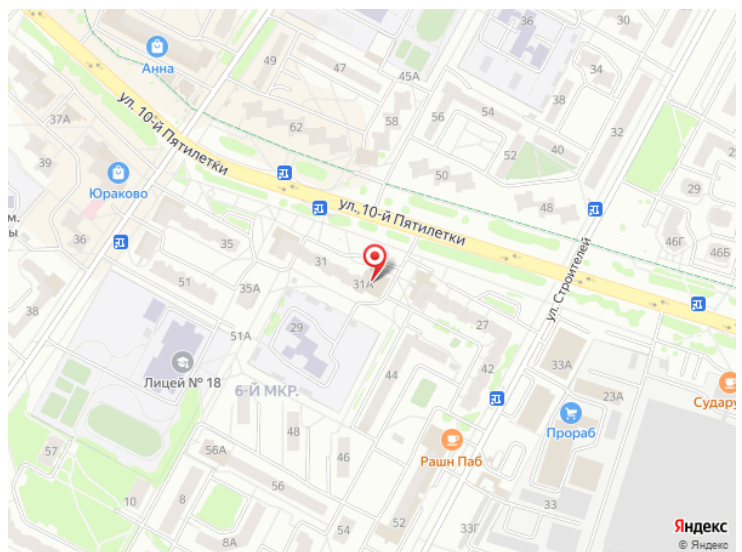 36
30
Анна
49
47
45А
34
37А
ул. 10-й Пятилетки
62
58
56
54
38
32
52
40
39
Юраково
50
29
48
ул. 10-й Пятилетки
м.
ы
36
35
31
46Г
46Б
51
35А
31А
ул. Строителей
38
51А
29
27
33А
Лицей № 18
42
44
23А
6-Й МКР.
Судару
Прораб
48
57
56А
46
Рашн Паб
10
8
33
54
52
33Г
8А
Яндекс
© Яндекс